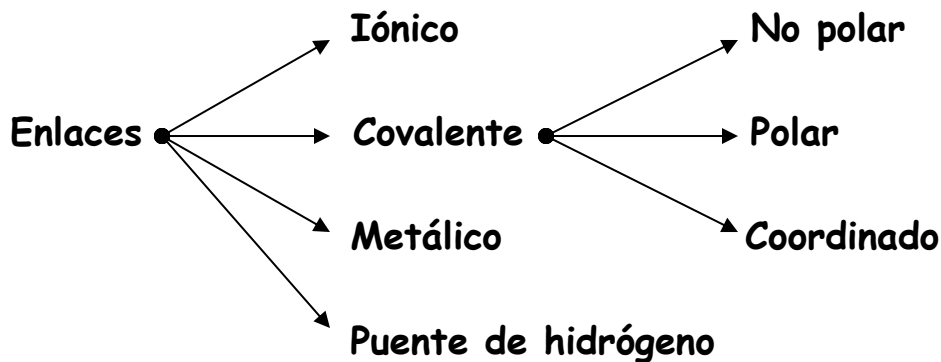 Iónico
No polar
Enlaces
Covalente
Polar
Metálico
Coordinado
Puente de hidrógeno